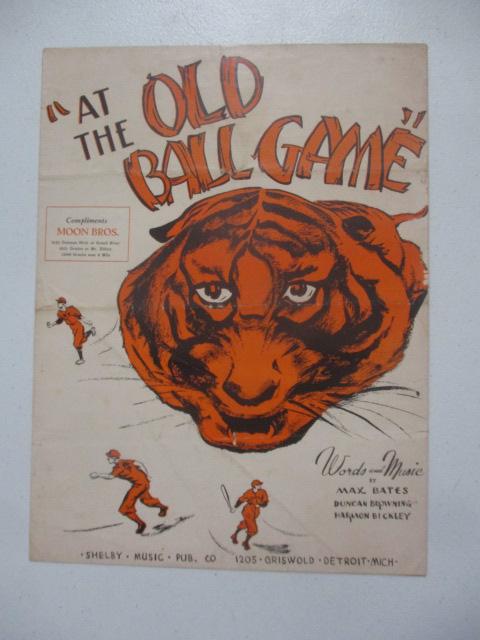 "AT THE OLD
BALL GAME"
Compliments
MOON BROS.
Words and Music
BY
MAX BATES
DUNCAN BROWNING
HARMON BICKLEY
·SHELBY·MUSIC·PUB. CO 1205·GRISWOLD·DETROIT·MICH·